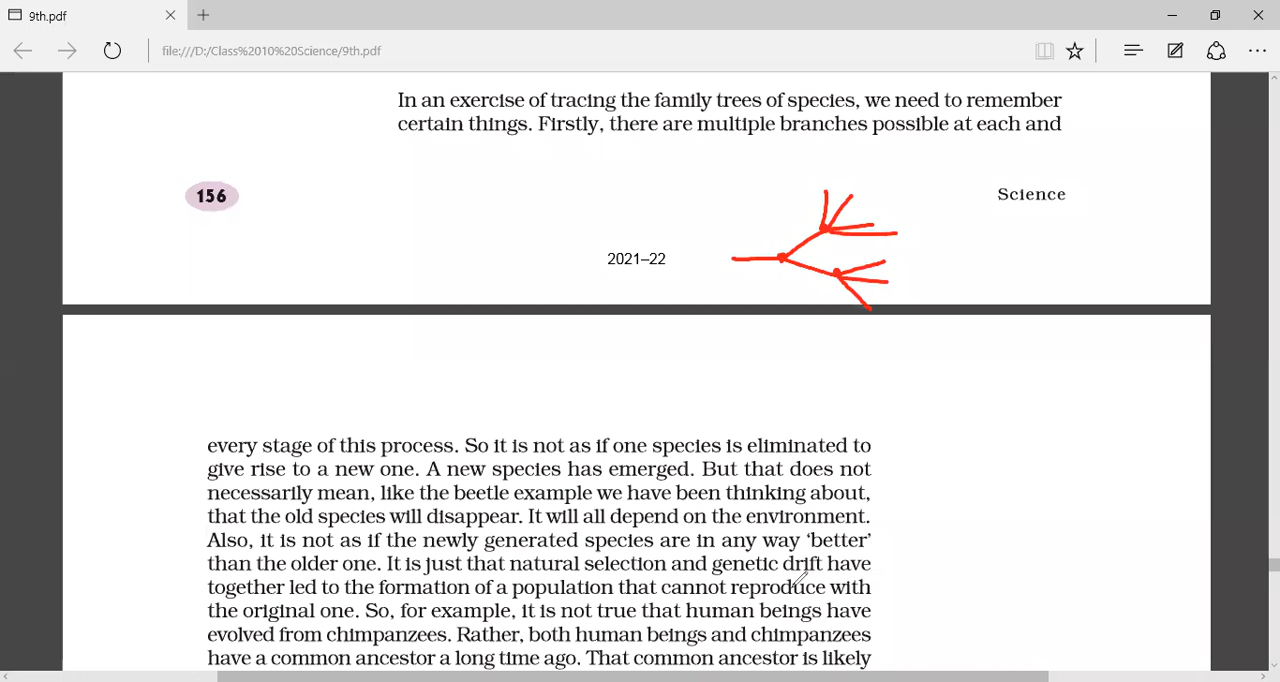 9th.pdf
file:///D:/Class%2010%20Science/9th.pdf
In an exercise of tracing the family trees of species, we need to remember
certain things. Firstly, there are multiple branches possible at each and
156
Science
2021–22
every stage of this process. So it is not as if one species is eliminated to
give rise to a new one. A new species has emerged. But that does not
necessarily mean, like the beetle example we have been thinking about,
that the old species will disappear. It will all depend on the environment.
Also, it is not as if the newly generated species are in any way ‘better’
than the older one. It is just that natural selection and genetic drift have
together led to the formation of a population that cannot reproduce with
the original one. So, for example, it is not true that human beings have
evolved from chimpanzees. Rather, both human beings and chimpanzees
have a common ancestor a long time ago. That common ancestor is likely